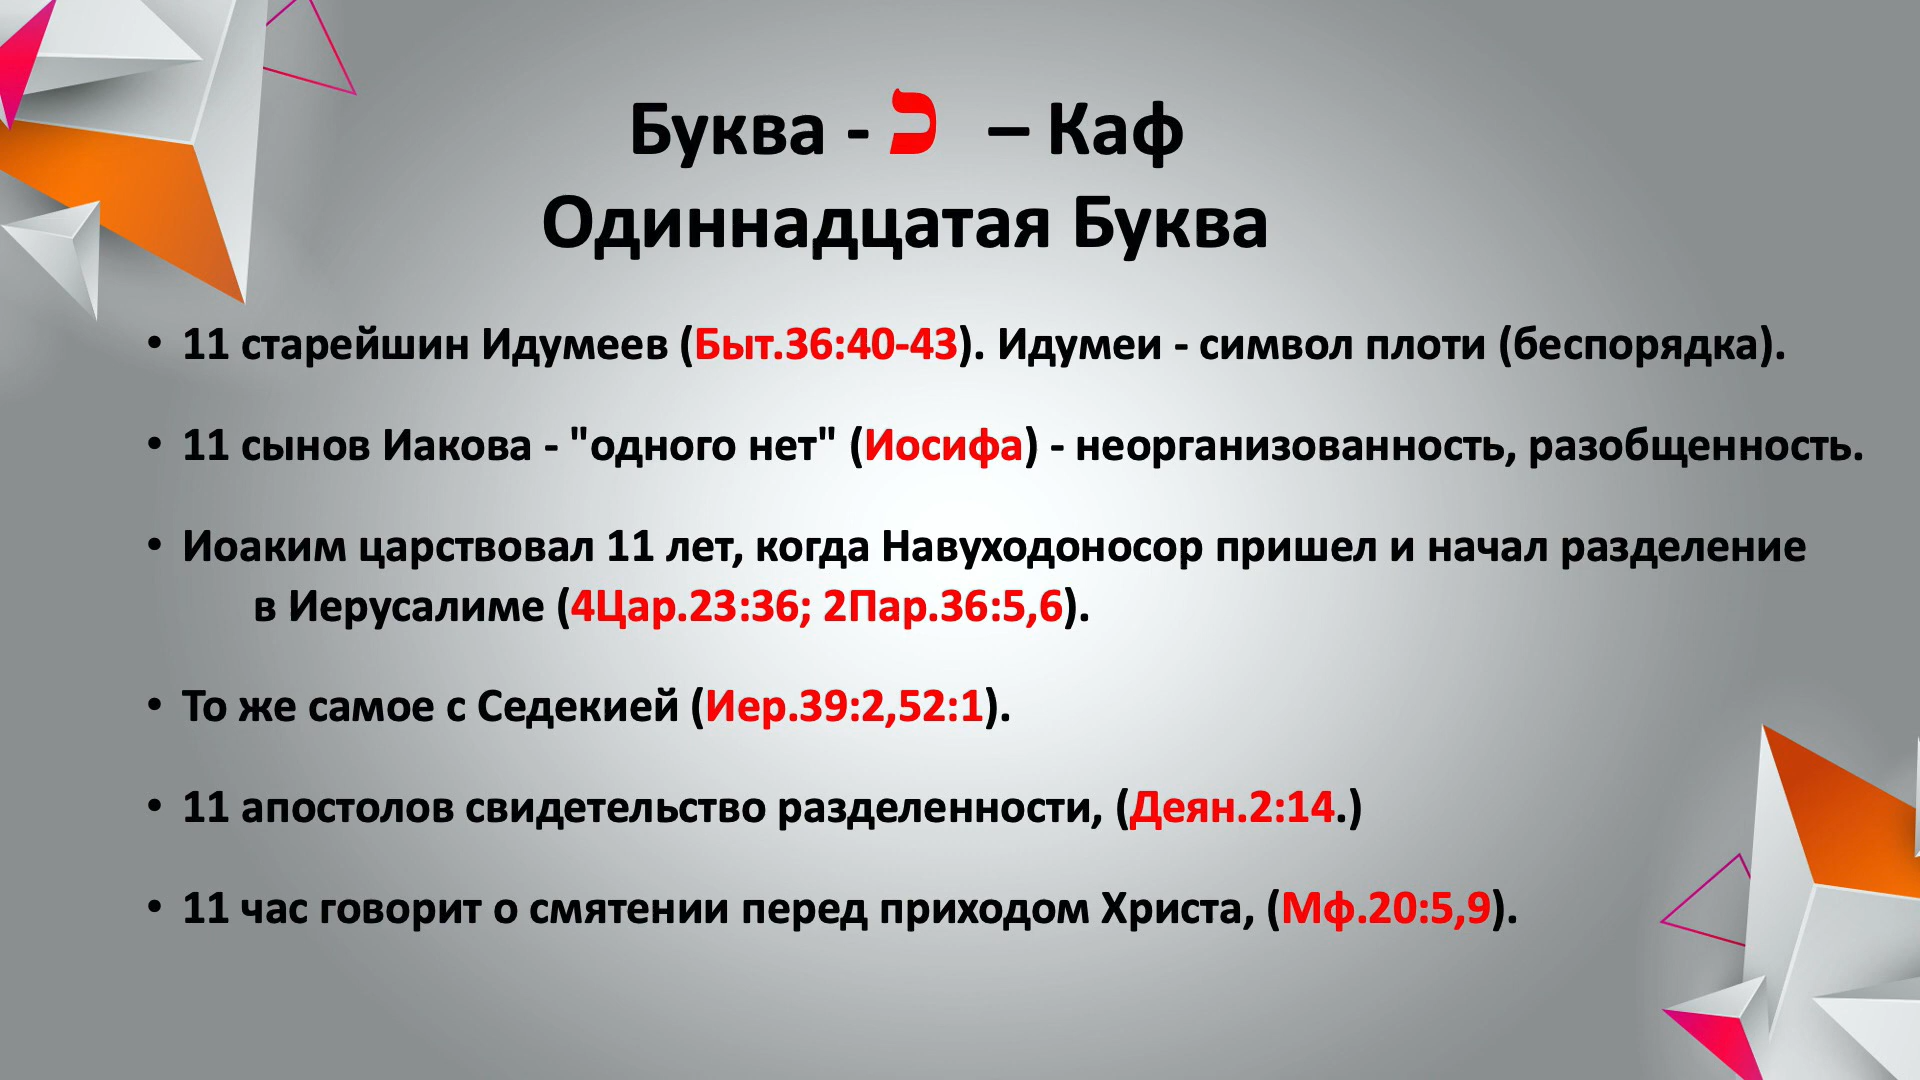 Буква - כ – Каф
Одиннадцатая Буква
• 11 старейшин Идумеев (Быт.36:40-43). Идумеи - символ плоти (беспорядка).
• 11 сынов Иакова - "одного нет" (Иосифа) - неорганизованность, разобщенность.
• Иоаким царствовал 11 лет, когда Навуходоносор пришел и начал разделение
в Иерусалиме (4Цар.23:36; 2Пар.36:5,6).
• То же самое с Седекией (Иер.39:2,52:1).
• 11 апостолов свидетельство разделенности, (Деян.2:14.)
• 11 час говорит о смятении перед приходом Христа, (Мф.20:5,9).